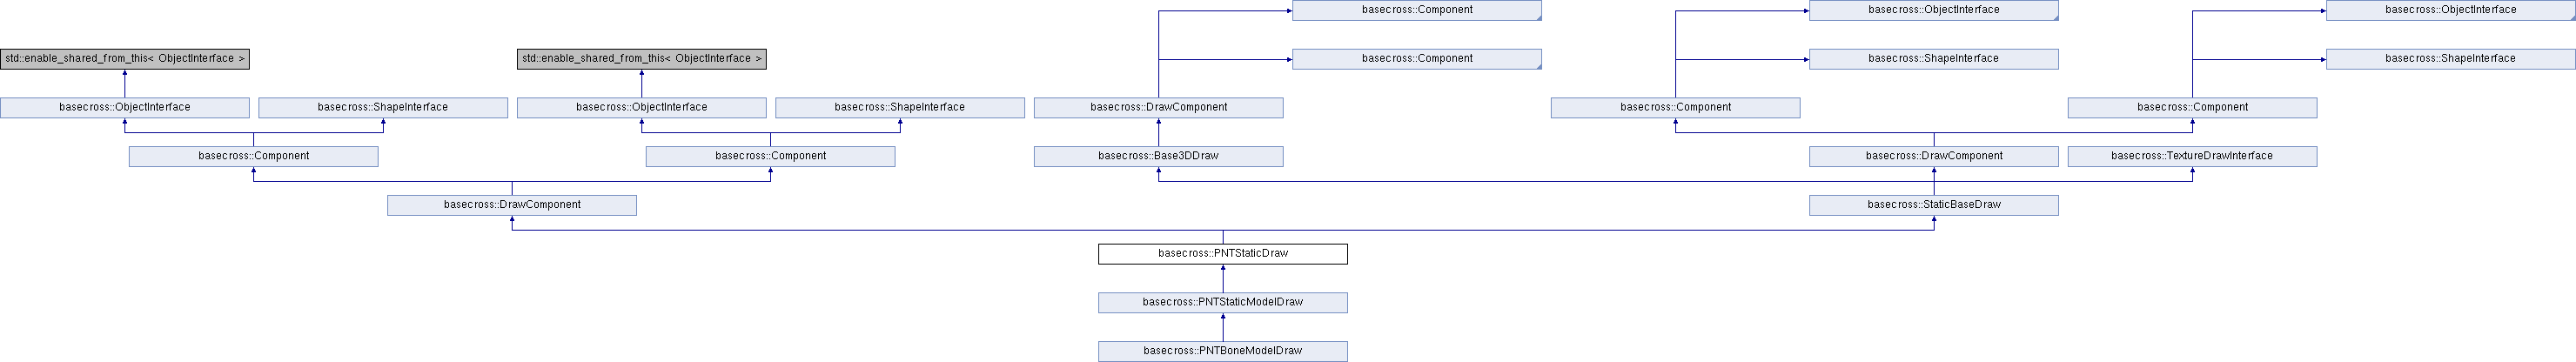 basecross::Component
basecross::ObjectInterface
basecross::ObjectInterface
std::enable_shared_from_this< ObjectInterface >
std::enable_shared_from_this< ObjectInterface >
basecross::Component
basecross::ShapeInterface
basecross::ShapeInterface
basecross::ObjectInterface
basecross::ShapeInterface
basecross::ObjectInterface
basecross::ShapeInterface
basecross::DrawComponent
basecross::Component
basecross::Component
basecross::Component
basecross::Component
basecross::Base3DDraw
basecross::DrawComponent
basecross::TextureDrawInterface
basecross::DrawComponent
basecross::StaticBaseDraw
basecross::PNTStaticDraw
basecross::PNTStaticModelDraw
basecross::PNTBoneModelDraw